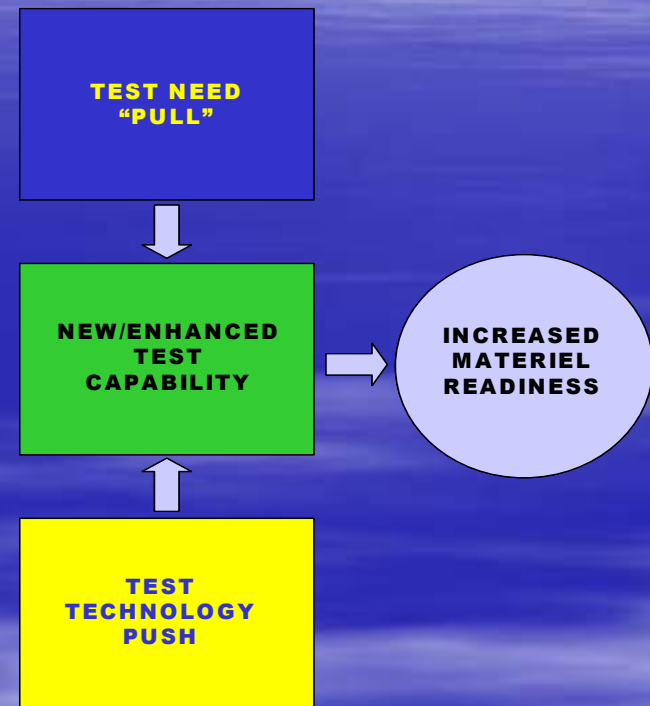 TEST NEED
“PULL”
NEW/ENHANCED
TEST
CAPABILITY
INCREASED
MATERIEL
READINESS
TEST
TECHNOLOGY
PUSH